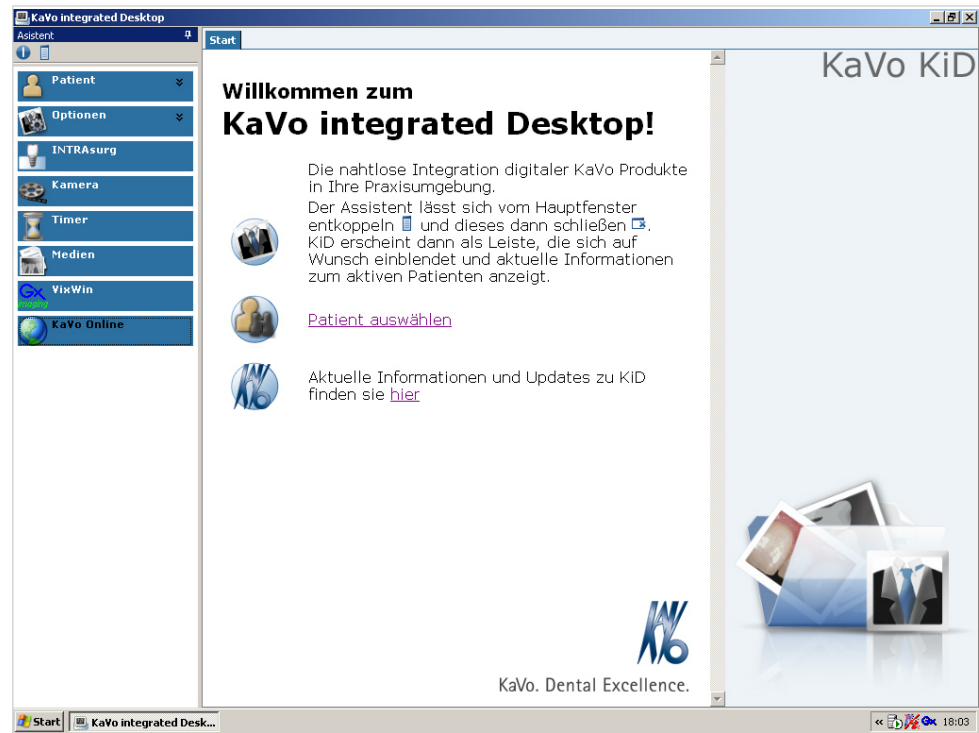 KaVo integrated Desktop
Asistent
Start
KaVo KiD
Patient
Optionen
INTRAsurg
Kamera
Timer
Medien
Gx
imaging
VixWin
KaVo Online
Willkommen zum
KaVo integrated Desktop!
Die nahtlose Integration digitaler KaVo Produkte
in Ihre Praxisumgebung.
Der Assistent lässt sich vom Hauptfenster
entkoppeln und dieses dann schließen .
KiD erscheint dann als Leiste, die sich auf
Wunsch einblendet und aktuelle Informationen
zum aktiven Patienten anzeigt.
Patient auswählen
Aktuelle Informationen und Updates zu KiD
finden sie hier
KAVO
KaVo. Dental Excellence.
Start
KaVo integrated Desk...
« Gx 18:03